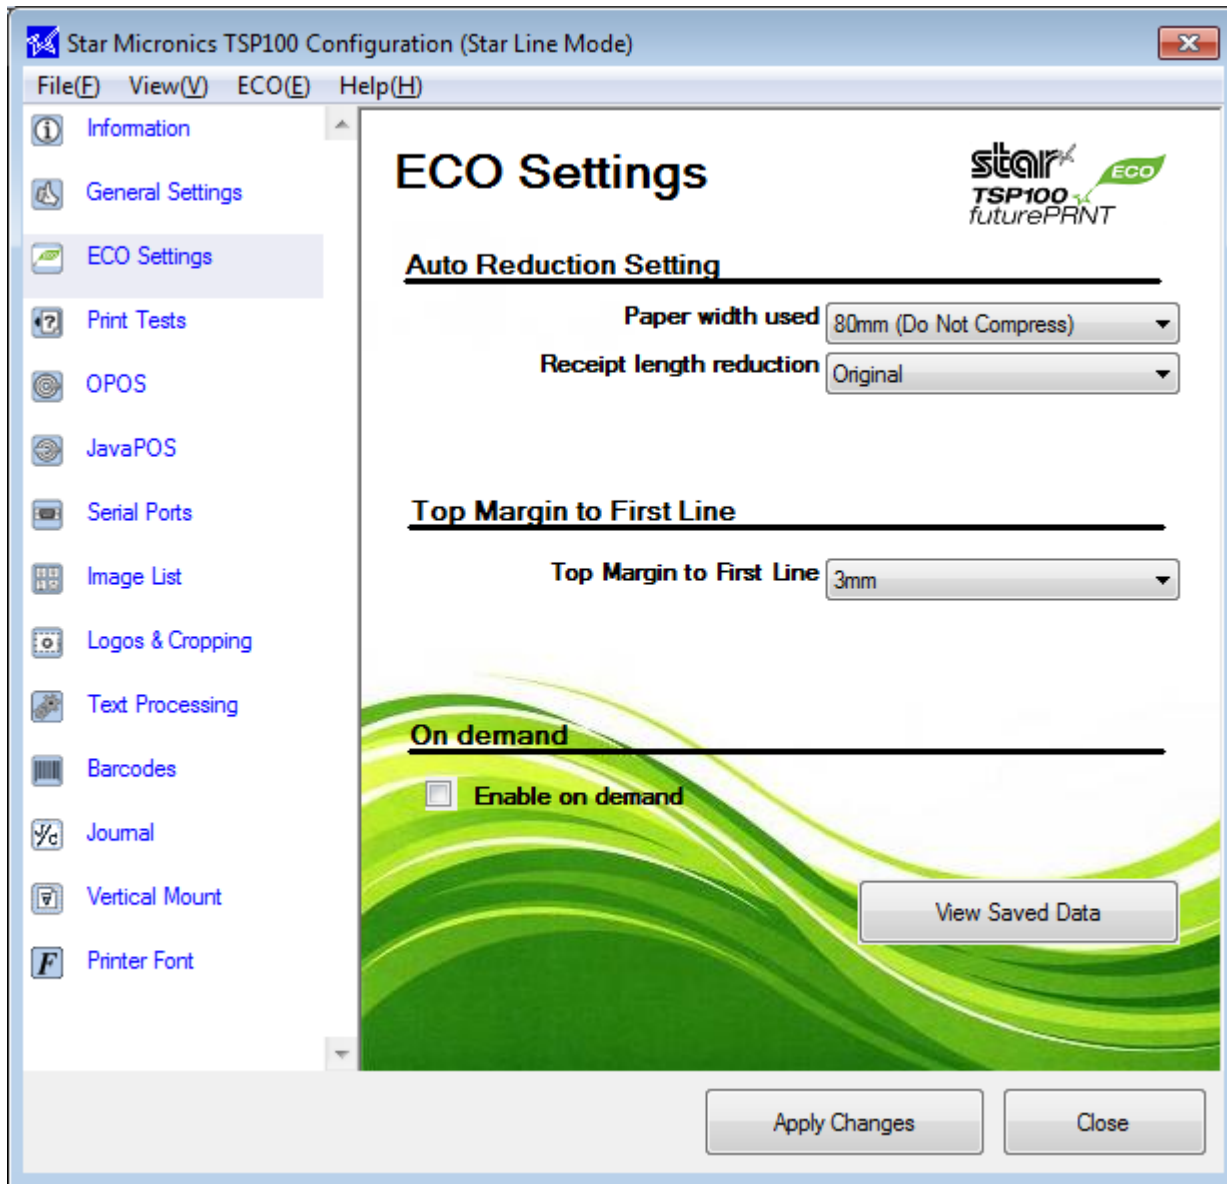 Star Micronics TSP100 Configuration (Star Line Mode)
File(F) View(V) ECO(E) Help(H)
Information
General Settings
ECO Settings
Print Tests
OPOS
JavaPOS
Serial Ports
Image List
Logos & Cropping
Text Processing
Barcodes
Journal
Vertical Mount
Printer Font
ECO Settings
star ECO
TSP100
futurePRNT
Auto Reduction Setting
Paper width used 80mm (Do Not Compress)
Receipt length reduction Original
Top Margin to First Line
Top Margin to First Line 3mm
On demand
Enable on demand
View Saved Data
Apply Changes Close